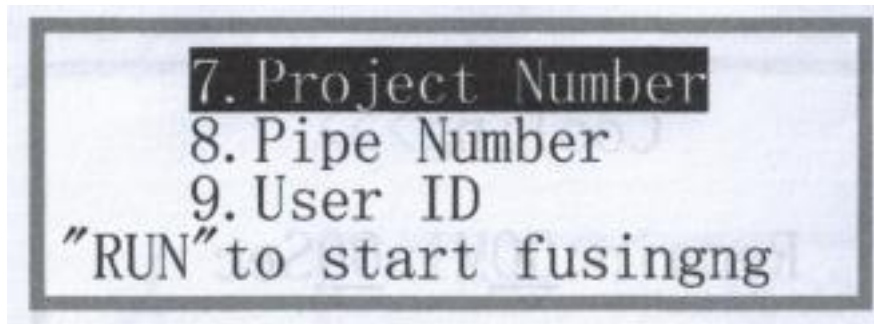 7. Project Number
8. Pipe Number
9. User ID
"RUN"to start fusingng